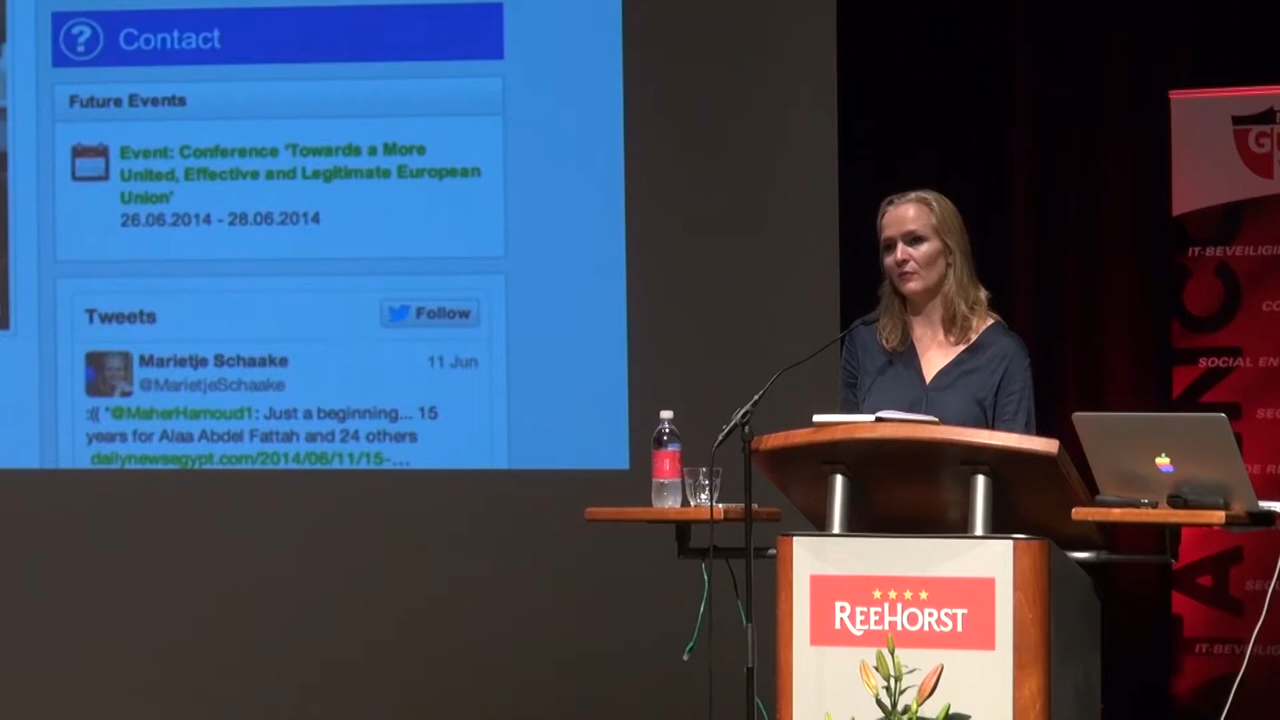 Contact
Future Events
Event: Conference 'Towards a More
United, Effective and Legitimate European
Union'
26.06.2014 - 28.06.2014
Tweets
Follow
Marietje Schaake
11 Jun
@MarietjeSchaake
:(( "@MaherHamoud1: Just a beginning... 15
years for Alaa Abdel Fattah and 24 others
dailynewsegypt.com/2014/06/11/15-...
REEHORST
G
IT-BEVEILIGI
SOCIAL EN
IT-BEVEILIG